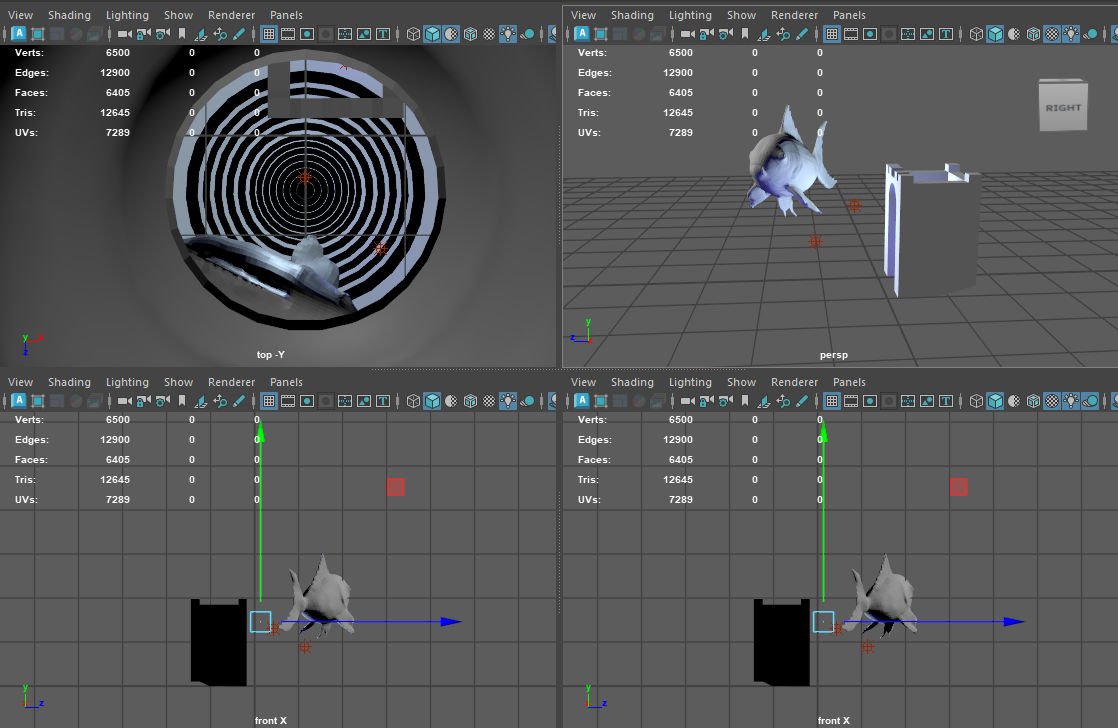 View Shading Lighting Show Renderer Panels
A T
Verts: 6500 0 0
Edges: 12900 0 0
Faces: 6405 0 0
Tris: 12645 0 0
UVs: 7289 0 0
y
x
z
top -Y
View Shading Lighting Show Renderer Panels
A T
Verts: 6500 0 0
Edges: 12900 0 0
Faces: 6405 0 0
Tris: 12645 0 0
UVs: 7289 0 0
RIGHT
y
z
persp
View Shading Lighting Show Renderer Panels
A T
Verts: 6500 0 0
Edges: 12900 0 0
Faces: 6405 0 0
Tris: 12645 0 0
UVs: 7289 0 0
y
z
front X
View Shading Lighting Show Renderer Panels
A T
Verts: 6500 0 0
Edges: 12900 0 0
Faces: 6405 0 0
Tris: 12645 0 0
UVs: 7289 0 0
y
z
front X